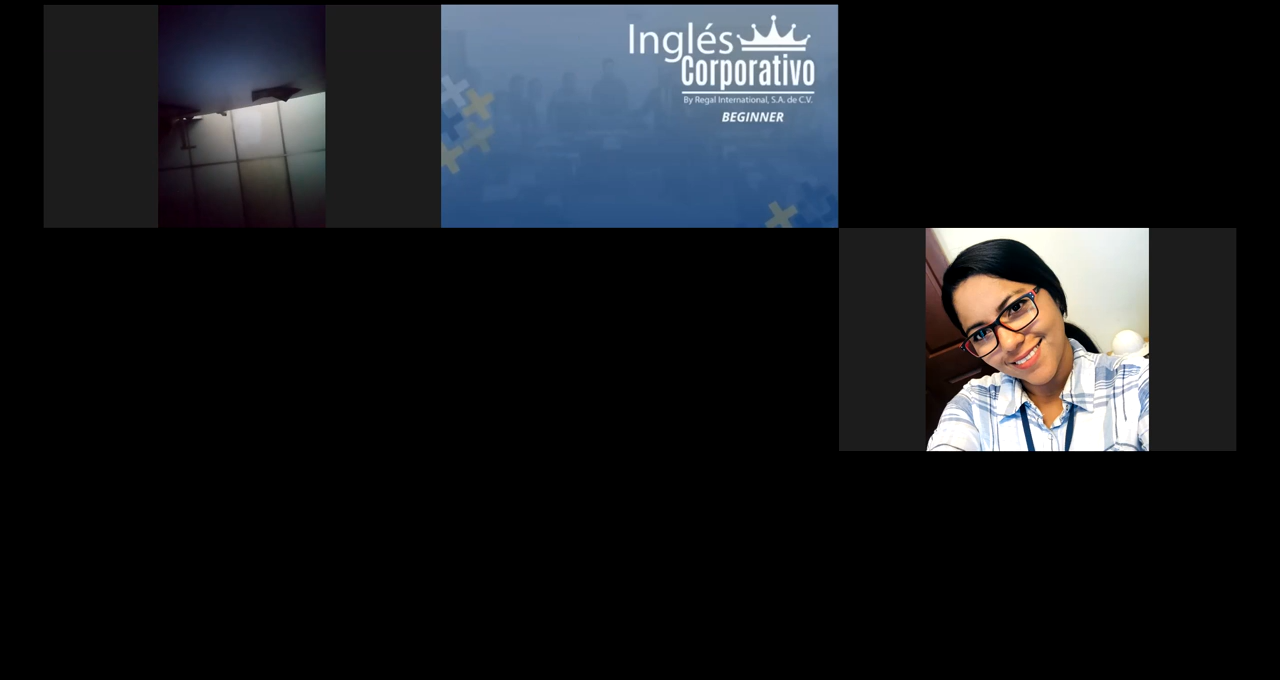 Inglés
Corporativo
By Regal International, S.A. de C.V.
BEGINNER